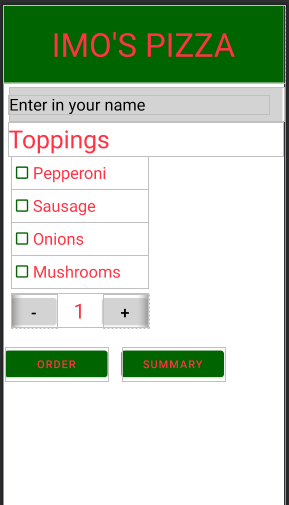 IMO'S PIZZA
Enter in your name
Toppings
Pepperoni
Sausage
Onions
Mushrooms
- 1 +
ORDER SUMMARY